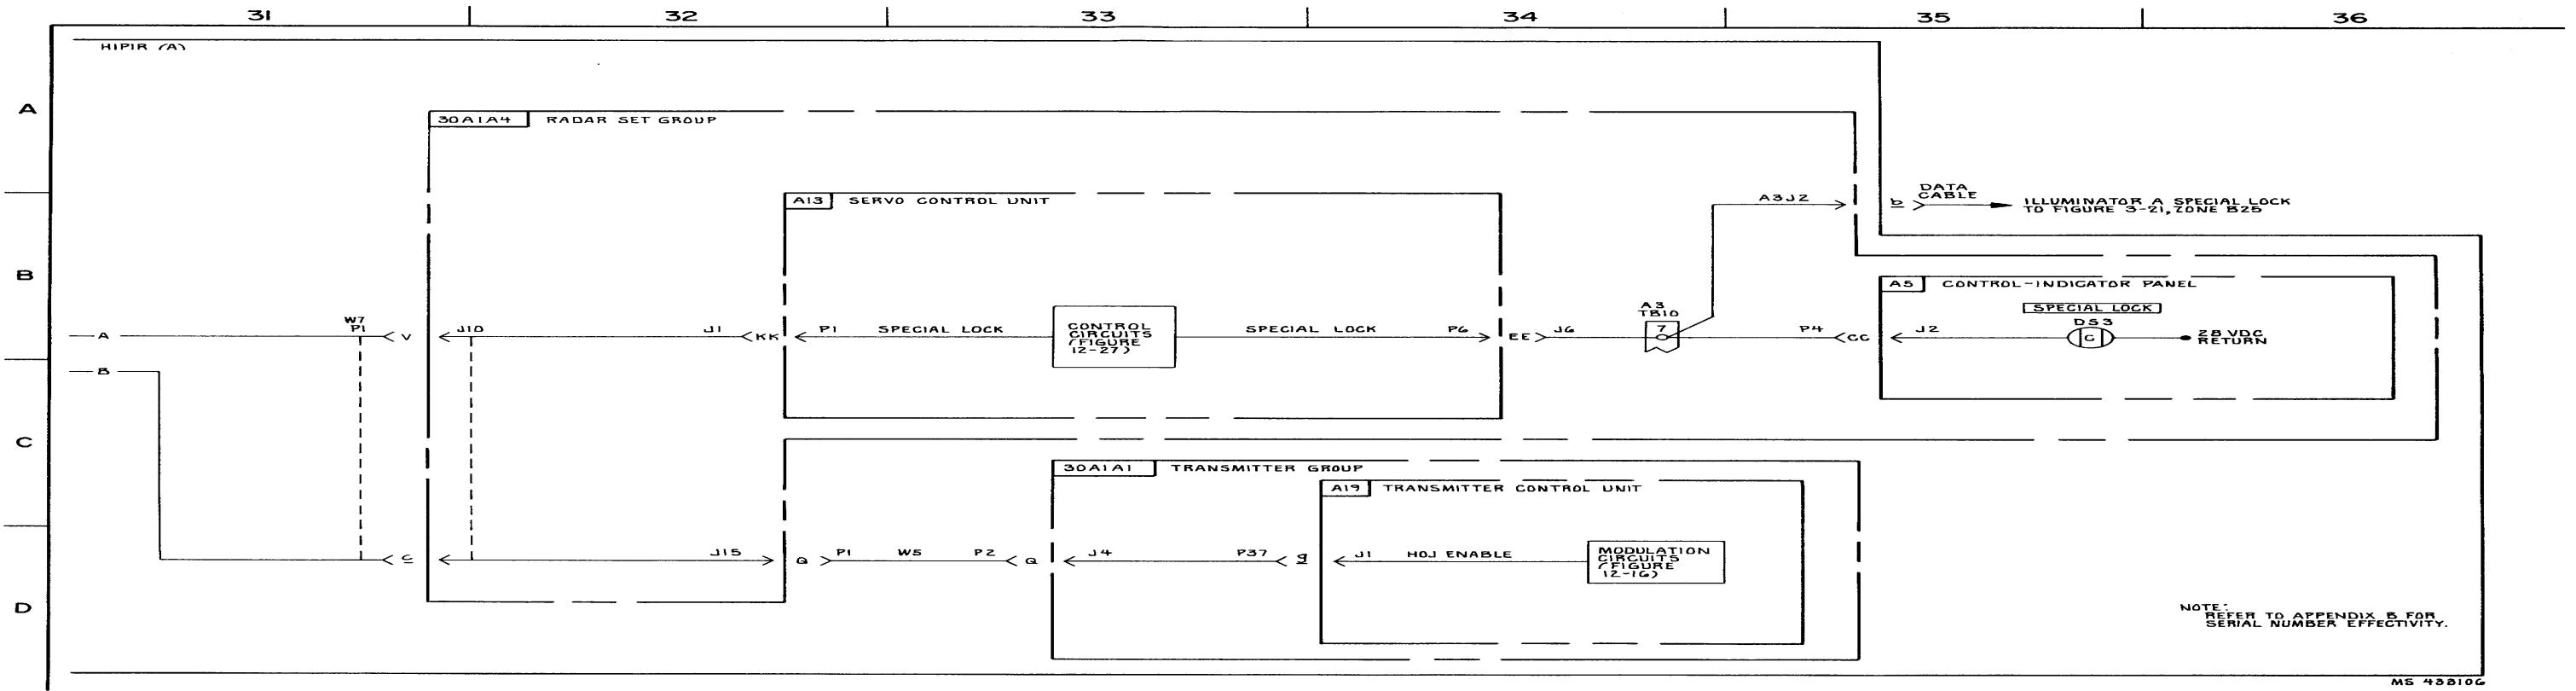 31 32 33 34 35 36
HIPIR (A)
A
30A1A4 RADAR SET GROUP
A13 SERVO CONTROL UNIT
A3J2
b
DATA
CABLE
ILLUMINATOR A SPECIAL LOCK
TO FIGURE 3-21, ZONE B25
B
A5 CONTROL-INDICATOR PANEL
SPECIAL LOCK
DS3
C
28 VDC
RETURN
A
W7
P1
V
J10
J1
KK
P1
SPECIAL LOCK
CONTROL
CIRCUITS
(FIGURE
12-27)
SPECIAL LOCK
P6
EE
J6
A3
TB10
7
P4
CC
J2
B
C
30A1A1 TRANSMITTER GROUP
A19 TRANSMITTER CONTROL UNIT
c
J15
Q
P1
W5
P2
Q
J4
P37
g
J1
HOJ ENABLE
MODULATION
CIRCUITS
(FIGURE
12-16)
D
NOTE:
REFER TO APPENDIX B FOR
SERIAL NUMBER EFFECTIVITY.
MS 433106